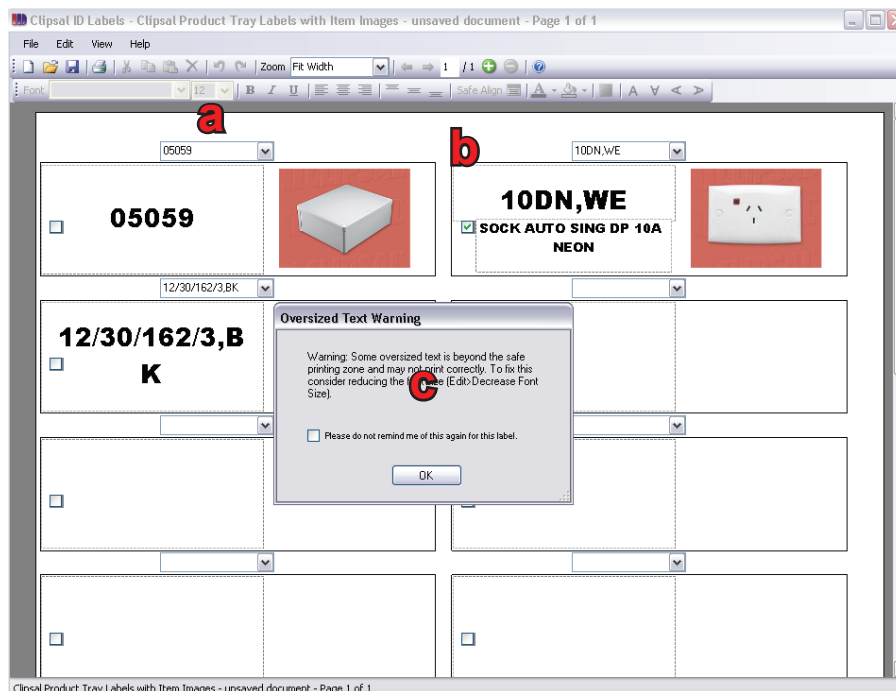 Clipsal ID Labels - Clipsal Product Tray Labels with Item Images - unsaved document - Page 1 of 1
File Edit View Help
Zoom Fit Width 1 / 1
Font 12 B I U Safe Align A A A < >
a
b
05059 10DN,WE
05059
10DN,WE
SOCK AUTO SING DP 10A
NEON
12/30/162/3,BK
12/30/162/3,B
K
Oversized Text Warning
Warning: Some oversized text is beyond the safe
printing zone and may not print correctly. To fix this
consider reducing the (Edit>Decrease Font
Size).
c
Please do not remind me of this again for this label.
OK
Clipsal Product Tray Labels with Item Images - unsaved document - Page 1 of 1